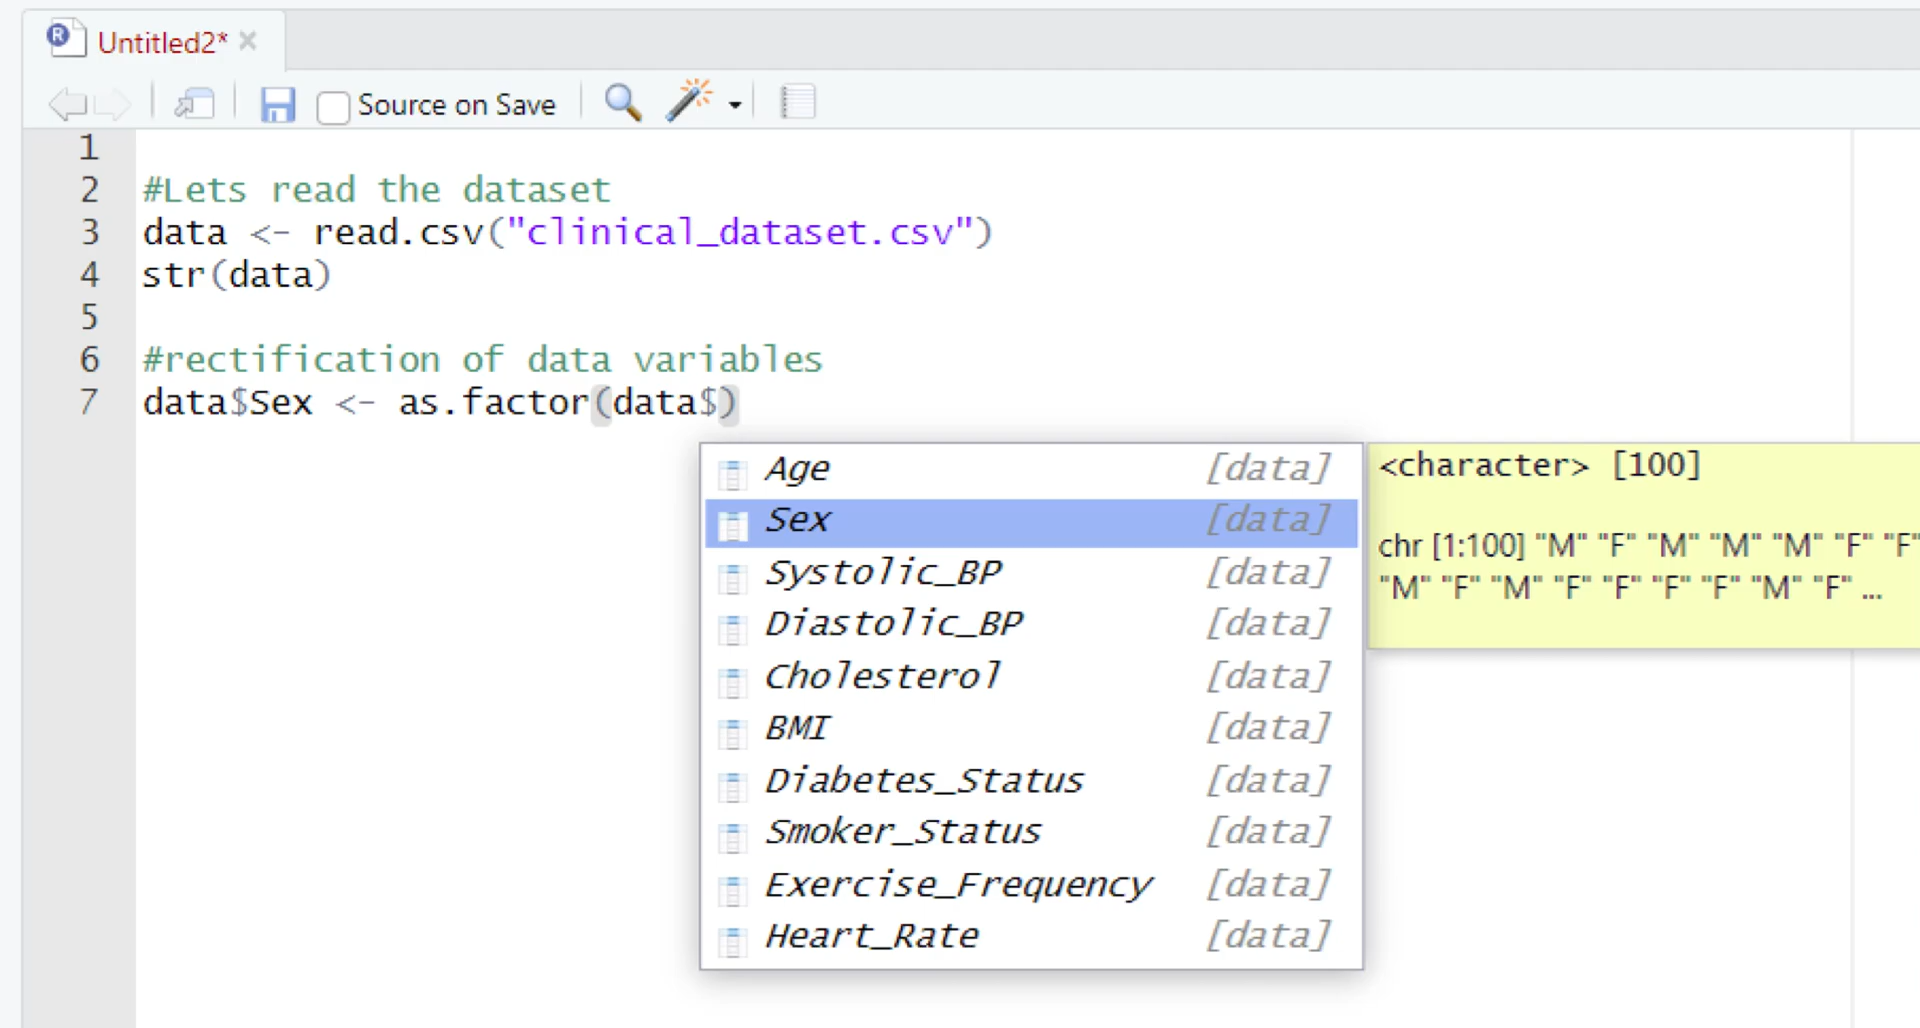 Untitled2*
Source on Save
1
2 #Lets read the dataset
3 data <- read.csv("clinical_dataset.csv")
4 str(data)
5
6 #rectification of data variables
7 data$Sex <- as.factor(data$)
Age [data]
Sex [data]
Systolic_BP [data]
Diastolic_BP [data]
Cholesterol [data]
BMI [data]
Diabetes_Status [data]
Smoker_Status [data]
Exercise_Frequency [data]
Heart_Rate [data]
<character> [100]
chr [1:100] "M" "F" "M" "M" "M" "F" "F"
"M" "F" "M" "F" "F" "F" "F" "M" "F" ...